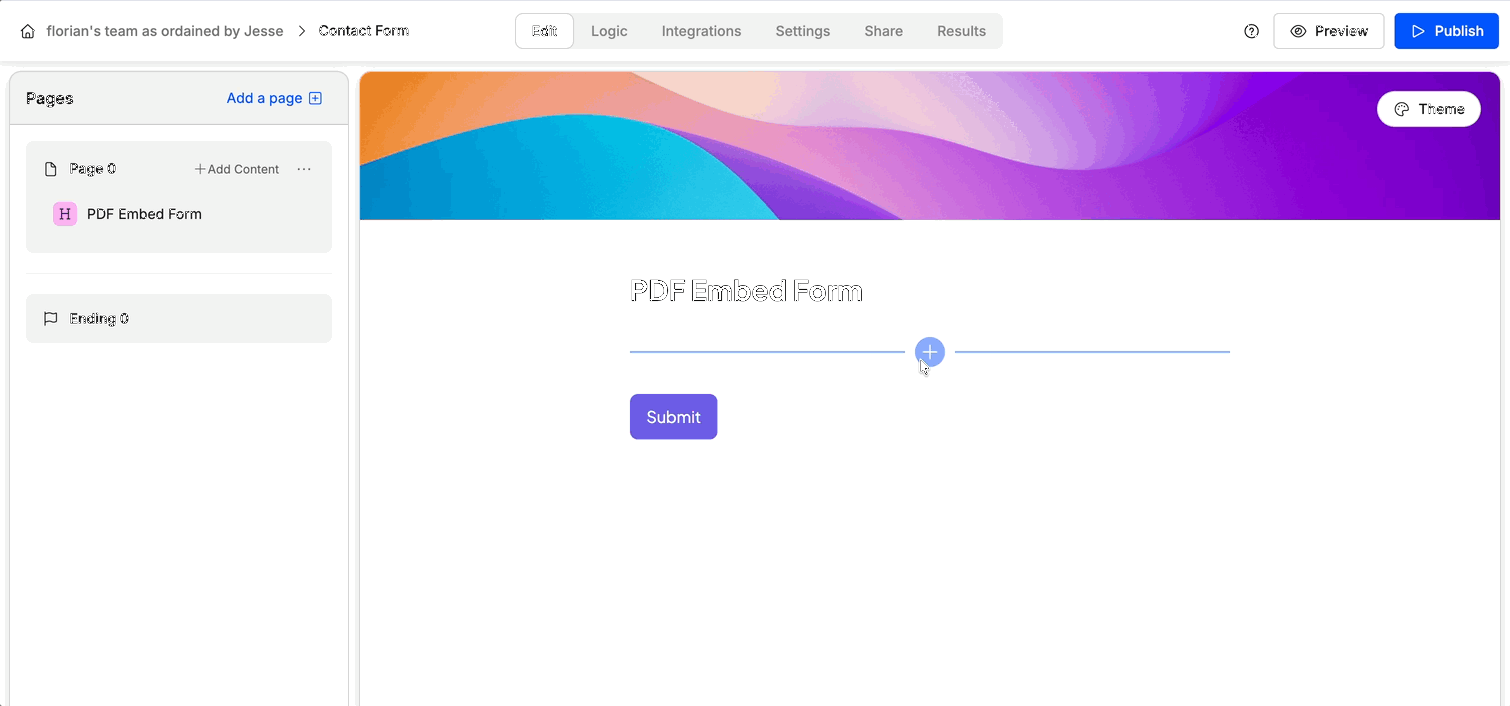 florian's team as ordained by Jesse > Contact Form
Edit Logic Integrations Settings Share Results
Preview
Publish
Pages
Add a page
Theme
Page 0
Add Content
H PDF Embed Form
Ending 0
PDF Embed Form
Submit